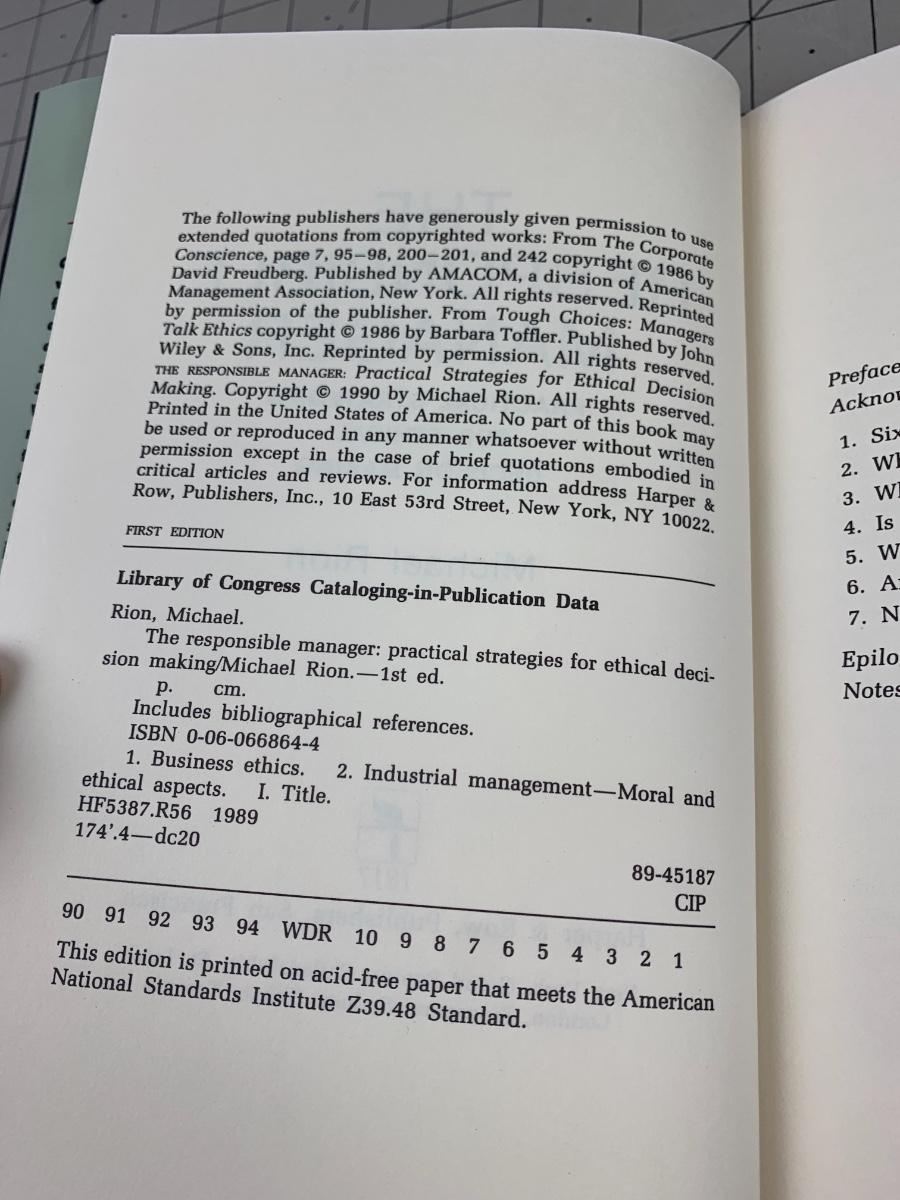 The following publishers have generously given permission to use
extended quotations from copyrighted works: From The Corporate
Conscience, page 7, 95–98, 200–201, and 242 copyright © 1986 by
David Freudberg. Published by AMACOM, a division of American
Management Association, New York. All rights reserved. Reprinted
by permission of the publisher. From Tough Choices: Managers
Talk Ethics copyright © 1986 by Barbara Toffler. Published by John
Wiley & Sons, Inc. Reprinted by permission. All rights reserved.
THE RESPONSIBLE MANAGER: Practical Strategies for Ethical Decision
Making. Copyright © 1990 by Michael Rion. All rights reserved.
Printed in the United States of America. No part of this book may
be used or reproduced in any manner whatsoever without written
permission except in the case of brief quotations embodied in
critical articles and reviews. For information address Harper &
Row, Publishers, Inc., 10 East 53rd Street, New York, NY 10022.
FIRST EDITION
Library of Congress Cataloging-in-Publication Data
Rion, Michael.
The responsible manager: practical strategies for ethical deci-
sion making/Michael Rion.—1st ed.
p. cm.
Includes bibliographical references.
ISBN 0-06-066864-4
1. Business ethics. 2. Industrial management—Moral and
ethical aspects. I. Title.
HF5387.R56 1989
174'.4—dc20
89-45187
CIP
90 91 92 93 94 WDR 10 9 8 7 6 5 4 3 2 1
This edition is printed on acid-free paper that meets the American
National Standards Institute Z39.48 Standard.
Preface
1.
2.
3.
4. Is
5.
6.
7.
Notes